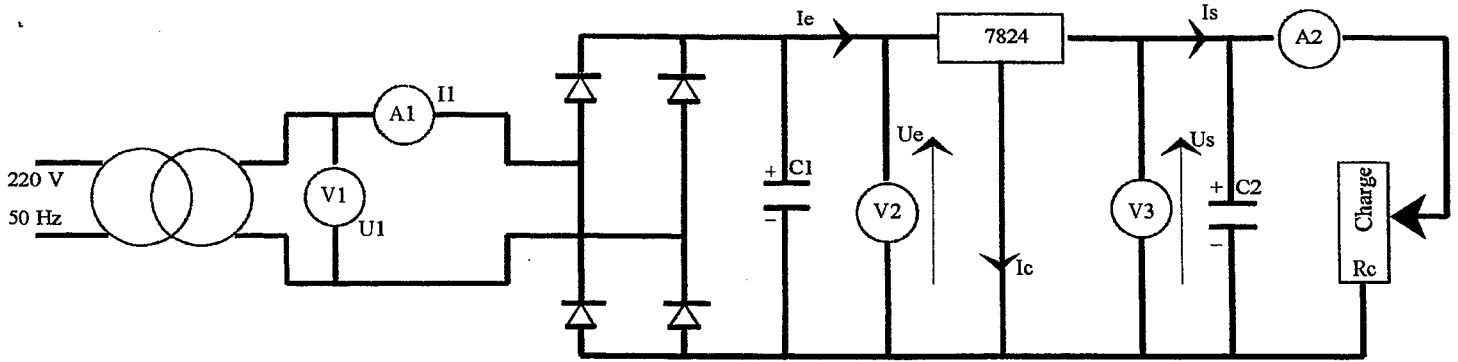 220 V
50 Hz
V1
U1
A1
I1
+
C1
−
Ie
Ue
V2
7824
Ic
V3
Us
Is
+
C2
−
A2
Charge
Rc